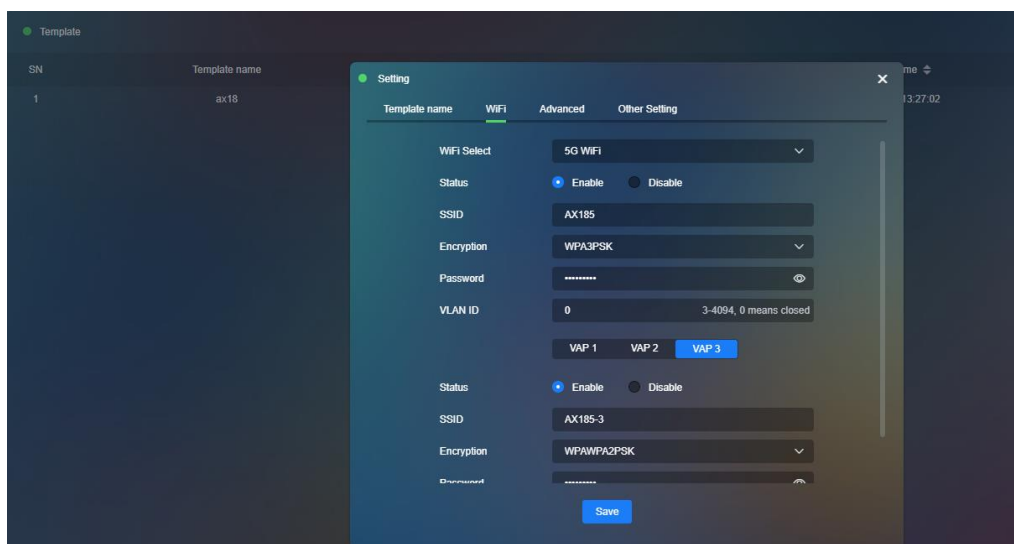 Template
SN Template name me
1 ax18 13:27:02
Setting
Template name WiFi Advanced Other Setting
WiFi Select 5G WiFi
Status Enable Disable
SSID AX185
Encryption WPA3PSK
Password •••••••••
VLAN ID 0 3-4094, 0 means closed
VAP 1 VAP 2 VAP 3
Status Enable Disable
SSID AX185-3
Encryption WPAWPA2PSK
Password •••••••••
Save